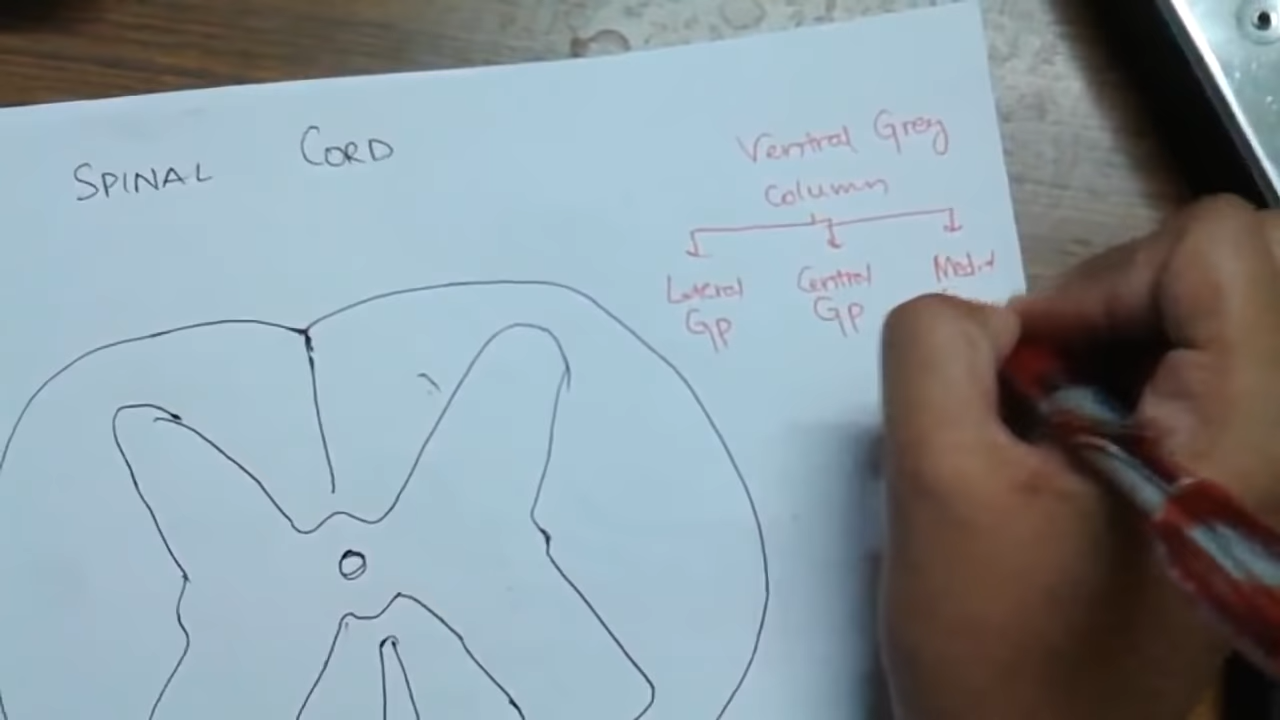 SPINAL CORD
Ventral Grey
Column
Lateral Central Medial
Gp Gp